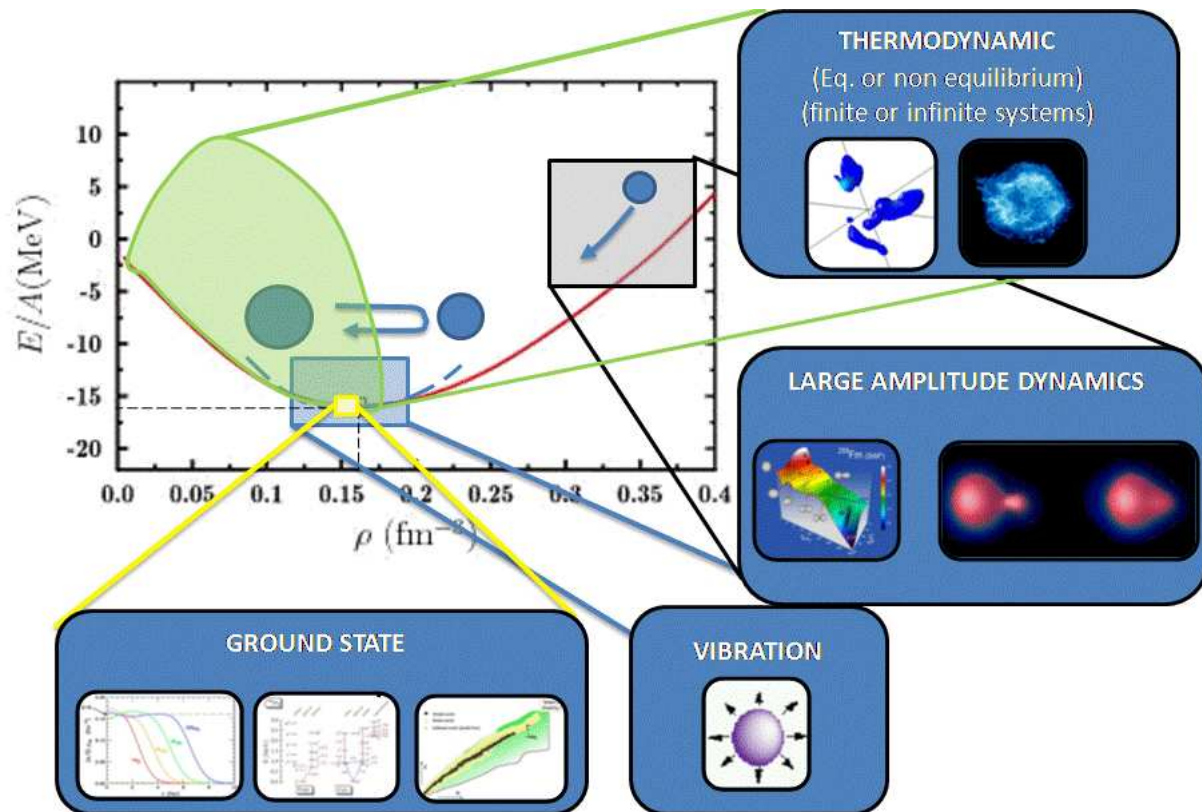 THERMODYNAMIC
(Eq. or non equilibrium)
(finite or infinite systems)
10
5
0
-5
-10
-15
-20
E/A(MeV)
0.0 0.05 0.1 0.15 0.2 0.25 0.3 0.35 0.4
ρ (fm⁻³)
LARGE AMPLITUDE DYNAMICS
GROUND STATE
VIBRATION